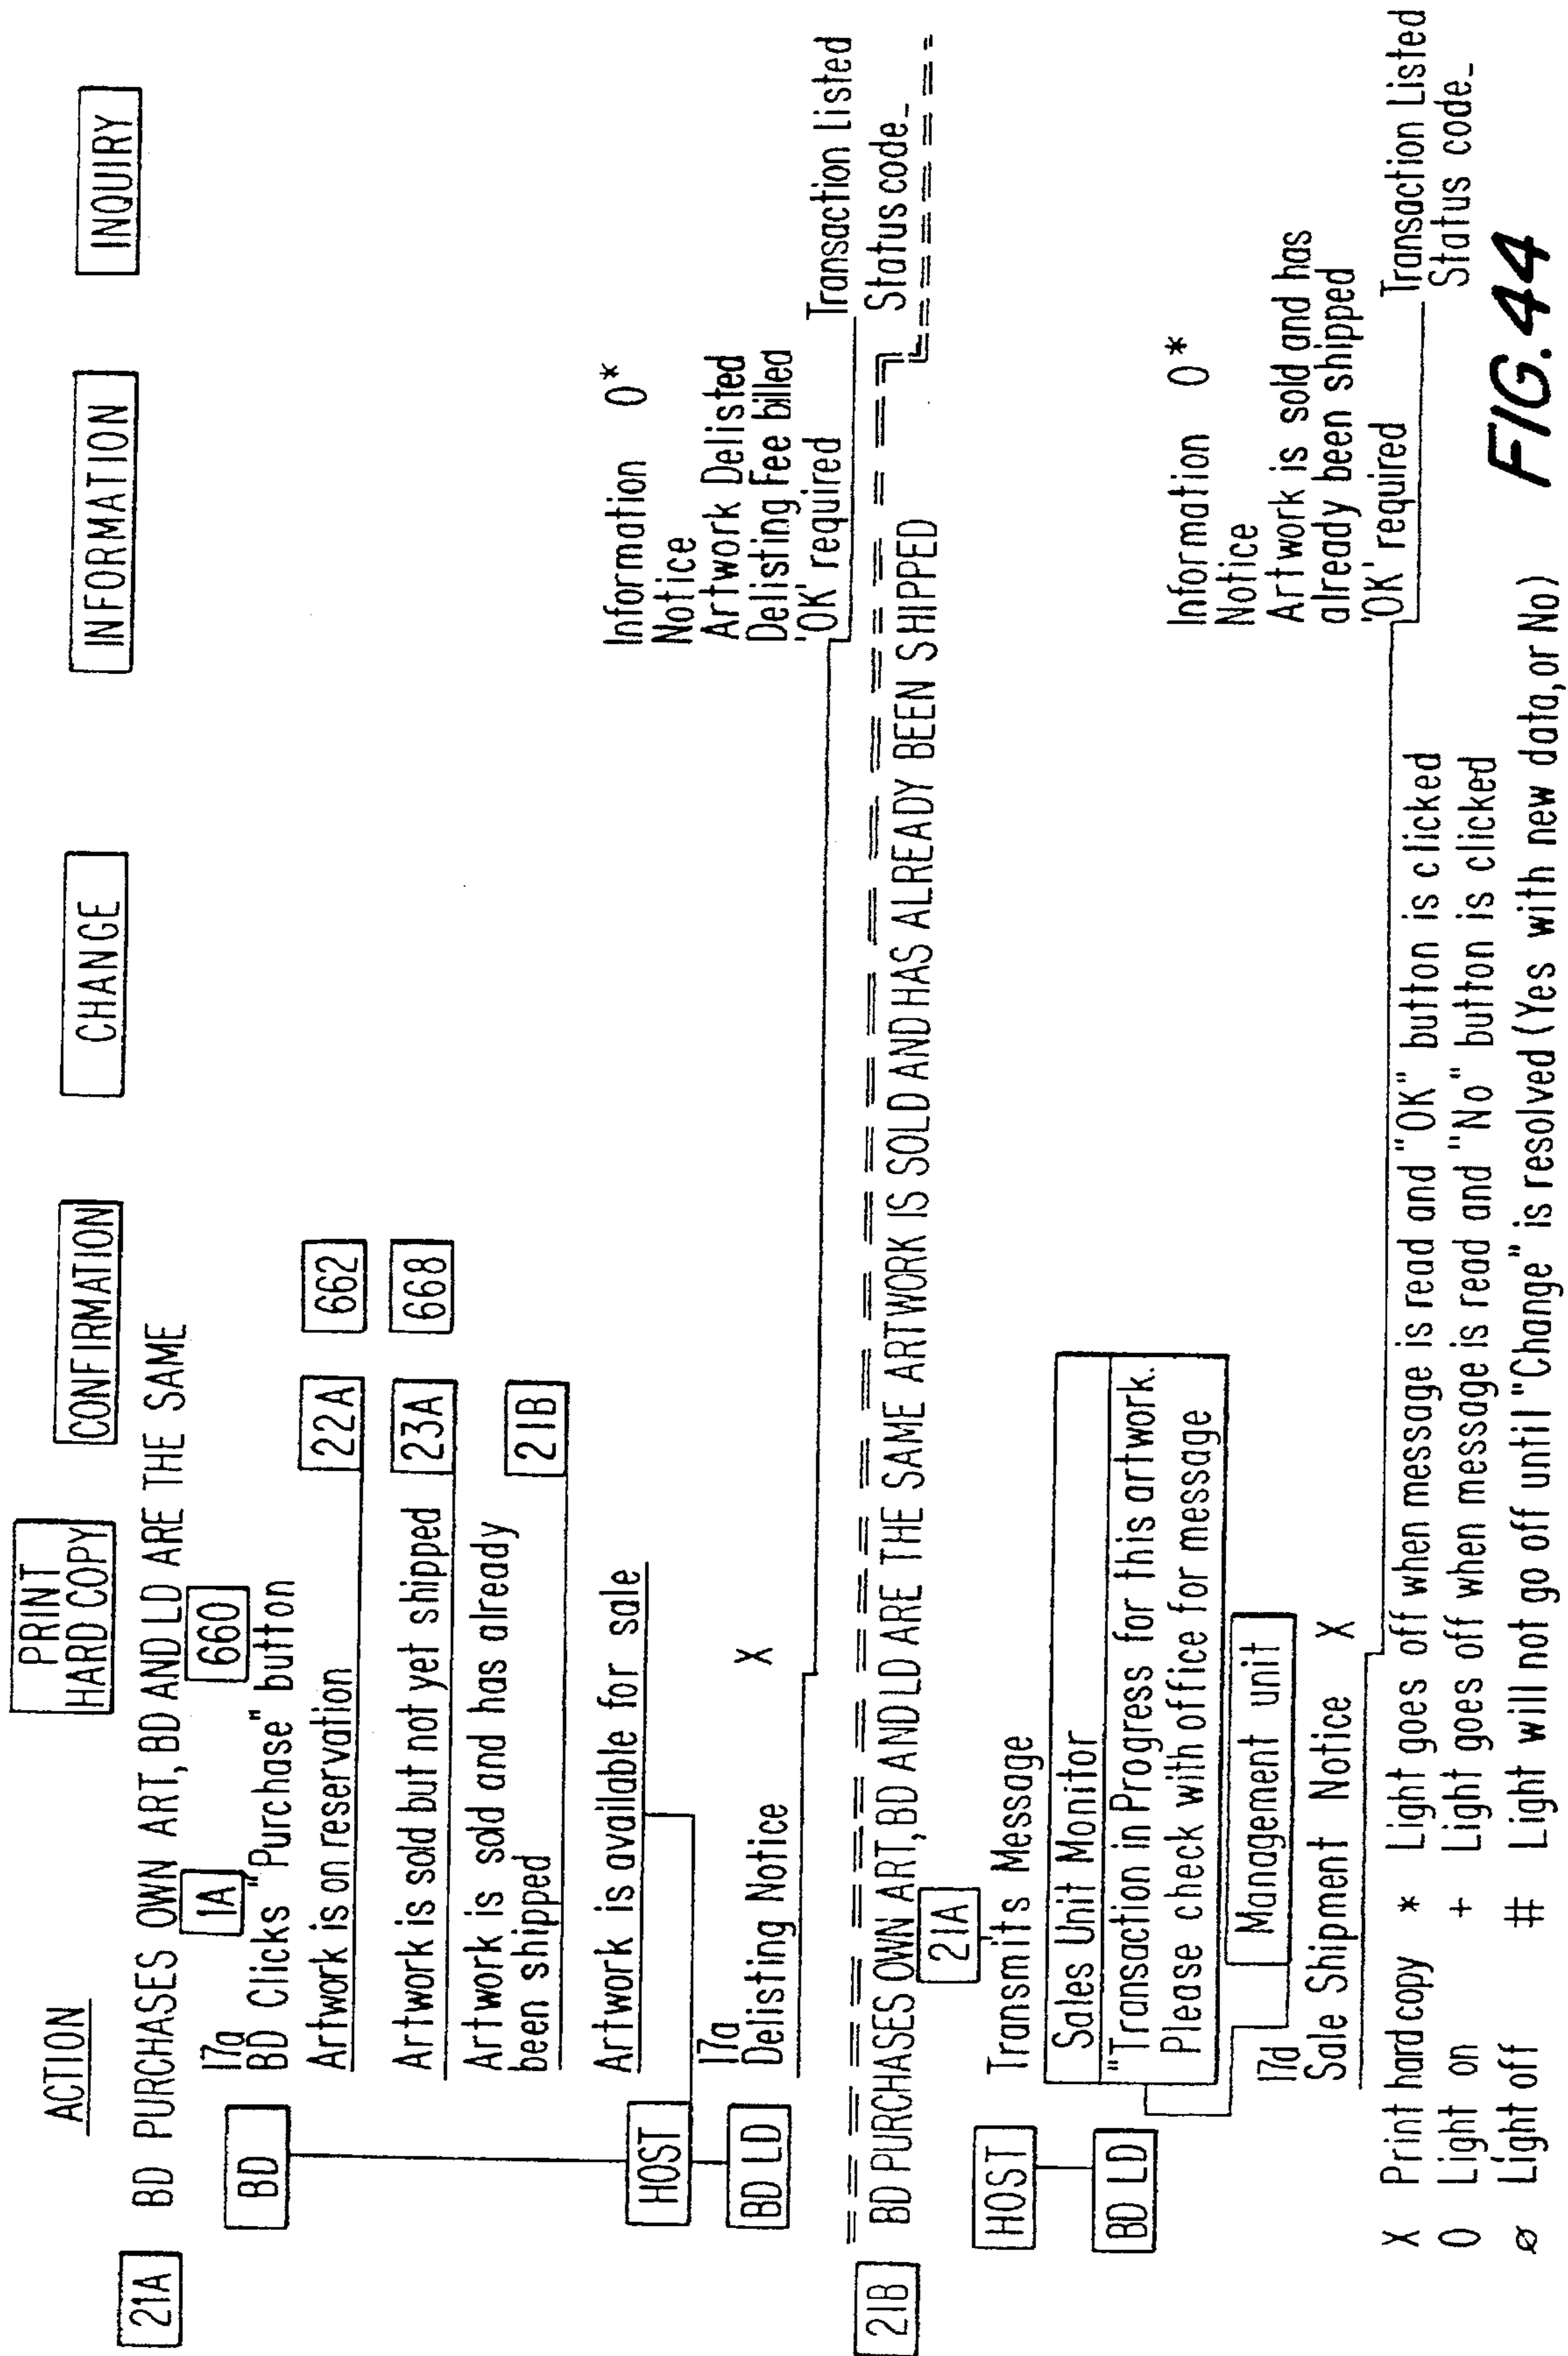 ACTION
PRINT
HARD COPY
CONFIRMATION
CHANGE
INFORMATION
INQUIRY
21A
BD PURCHASES OWN ART, BD AND LD ARE THE SAME
1A
660
17a
BD
BD Clicks "Purchase" button
Artwork is on reservation
22A
662
Artwork is sold but not yet shipped
23A
668
Artwork is sold and has already
been shipped
21B
Artwork is available for sale
HOST
BD LD
17a
Delisting Notice
X
Information O*
Notice
Artwork Delisted
Delisting Fee billed
'OK' required
Transaction Listed
Status code_
21B
BD PURCHASES OWN ART, BD AND LD ARE THE SAME ARTWORK IS SOLD AND HAS ALREADY BEEN SHIPPED
21A
HOST
Transmits Message
BD LD
Sales Unit Monitor
"Transaction in Progress for this artwork.
Please check with office for message
Management unit
17d
Sale Shipment Notice
X
Information O*
Notice
Artwork is sold and has
already been shipped
'OK' required
Transaction Listed
Status code_
X Print hard copy * Light goes off when message is read and "OK" button is clicked
O Light on + Light goes off when message is read and "No" button is clicked
ø Light off # Light will not go off until "Change" is resolved (Yes with new data, or No)
FIG. 44